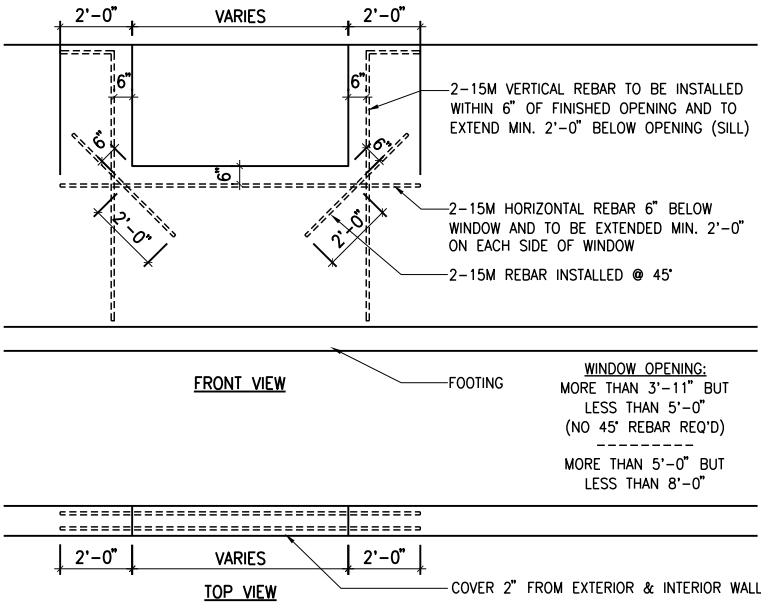 2'-0" VARIES 2'-0"
6" 6"
2-15M VERTICAL REBAR TO BE INSTALLED
WITHIN 6" OF FINISHED OPENING AND TO
EXTEND MIN. 2'-0" BELOW OPENING (SILL)
6" 6" 6"
2'-0" 2'-0"
2-15M HORIZONTAL REBAR 6" BELOW
WINDOW AND TO BE EXTENDED MIN. 2'-0"
ON EACH SIDE OF WINDOW
2-15M REBAR INSTALLED @ 45°
FRONT VIEW
FOOTING
WINDOW OPENING:
MORE THAN 3'-11" BUT
LESS THAN 5'-0"
(NO 45° REBAR REQ'D)
----------
MORE THAN 5'-0" BUT
LESS THAN 8'-0"
2'-0" VARIES 2'-0"
TOP VIEW
COVER 2" FROM EXTERIOR & INTERIOR WALL